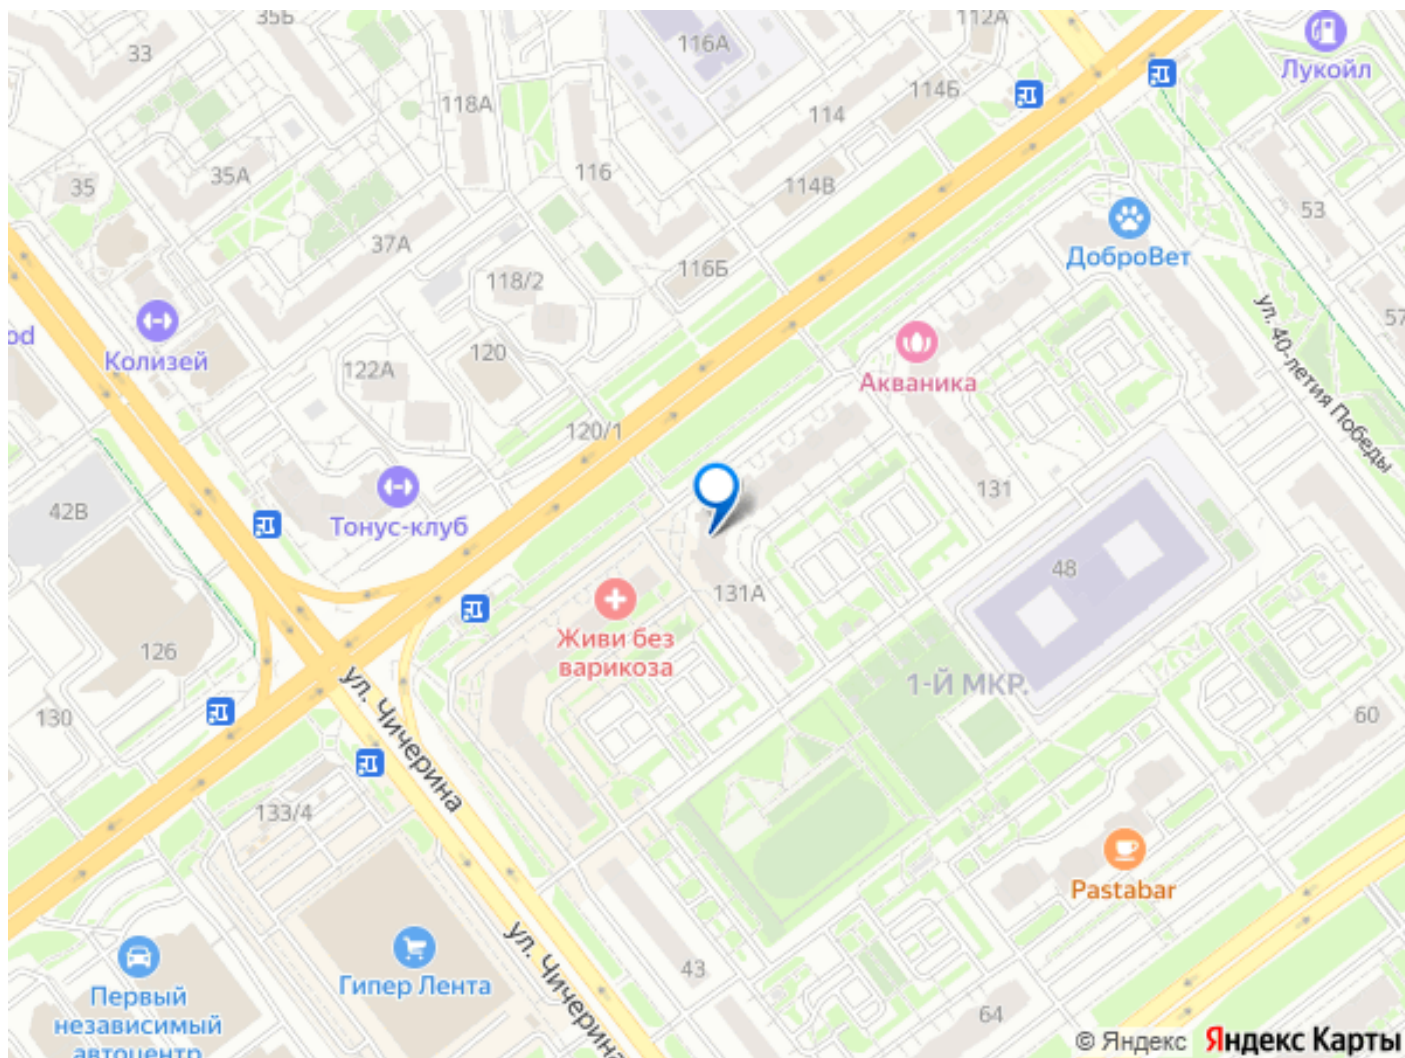 35Б
112А
33
116А
Лукойл
118А
114Б
114
116
114В
35
35А
53
37А
ДоброВет
118/2
116Б
57
od
Колизей
120
122А
Акваника
ул. 40-летия Победы
120/1
131
42В
Тонус-клуб
48
131А
Живи без
варикоза
126
1-Й МКР.
130
60
ул. Чичерина
133/4
Pastabar
Гипер Лента
ул. Чичерина
43
Первый
независимый
автоцентр
64
© Яндекс Яндекс Карты